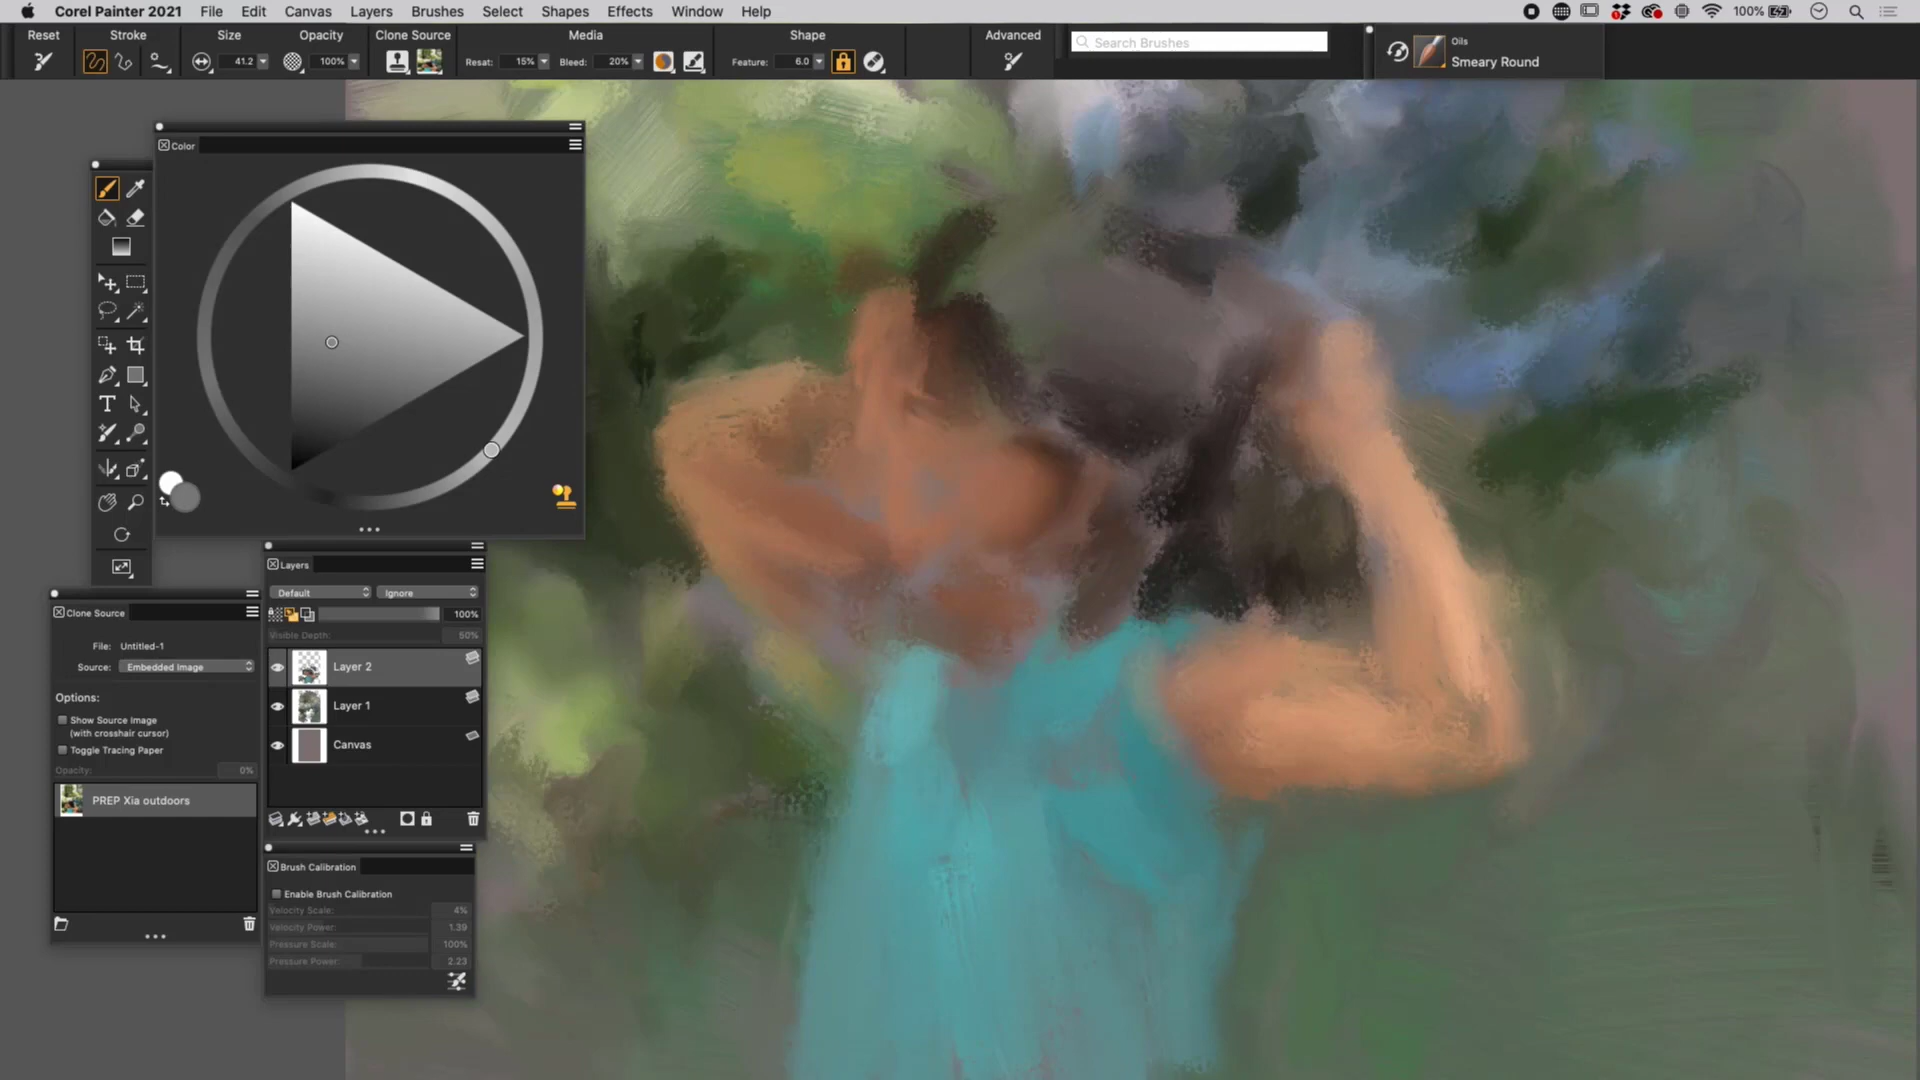 Corel Painter 2021 File Edit Canvas Layers Brushes Select Shapes Effects Window Help 100%
Reset Stroke Size Opacity Clone Source Media Shape Advanced
41.2 100% Resat: 15% Bleed: 20% Feature: 6.0
Search Brushes
Oils
Smeary Round
Color
Layers
Default Ignore
100%
Visible Depth: 50%
Layer 2
Layer 1
Canvas
Clone Source
File: Untitled-1
Source: Embedded Image
Options:
Show Source Image
(with crosshair cursor)
Toggle Tracing Paper
Opacity: 0%
PREP Xia outdoors
Brush Calibration
Enable Brush Calibration
Velocity Scale: 4%
Velocity Power: 1.39
Pressure Scale: 100%
Pressure Power: 2.23